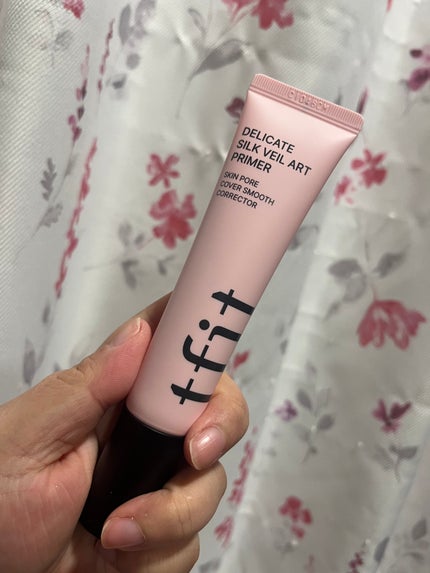 DELICATE
SILK VEIL ART
PRIMER
SKIN PORE
COVER SMOOTH
CORRECTOR
tfit